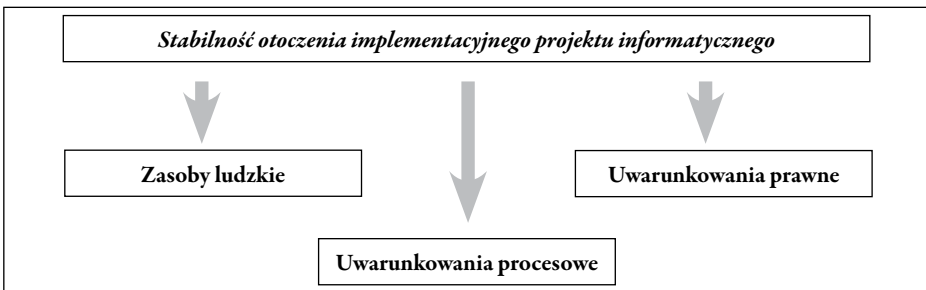 Stabilność otoczenia implementacyjnego projektu informatycznego
Zasoby ludzkie
Uwarunkowania prawne
Uwarunkowania procesowe